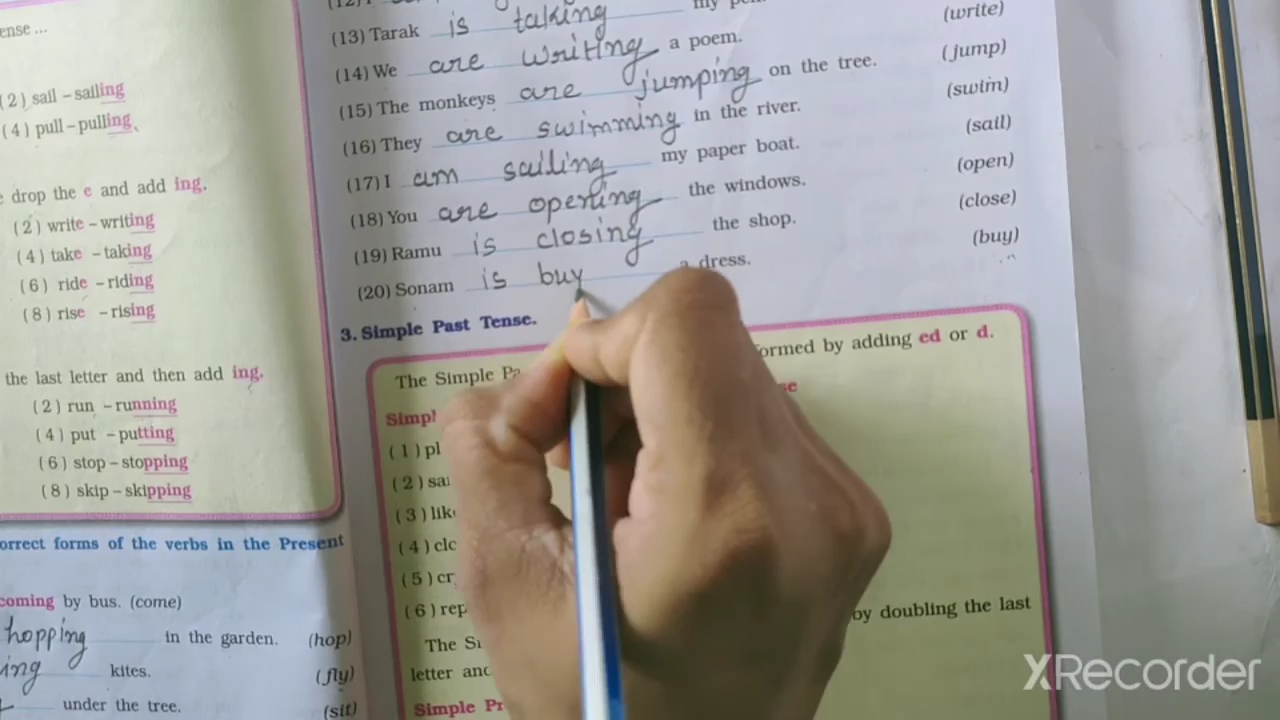 ense ...
(2) sail – sailing
(4) pull – pulling
drop the e and add ing.
(2) write – writing
(4) take – taking
(6) ride – riding
(8) rise – rising
the last letter and then add ing.
(2) run – running
(4) put – putting
(6) stop – stopping
(8) skip – skipping
orrect forms of the verbs in the Present
coming by bus. (come)
hopping in the garden. (hop)
ing kites. (fly)
under the tree. (sit)
(13) Tarak is taking my
(14) We are writing a poem. (write)
(15) The monkeys are jumping on the tree. (jump)
(16) They are swimming in the river. (swim)
(17) I am sailing my paper boat. (sail)
(18) You are opening the windows. (open)
(19) Ramu is closing the shop. (close)
(20) Sonam is buy a dress. (buy)
3. Simple Past Tense.
The Simple Pa ormed by adding ed or d.
Simpl se
(1) pl
(2) sai
(3) lik
(4) clo
(5) cr
(6) rep
The Si by doubling the last
letter and
Simple Pr
XRecorder